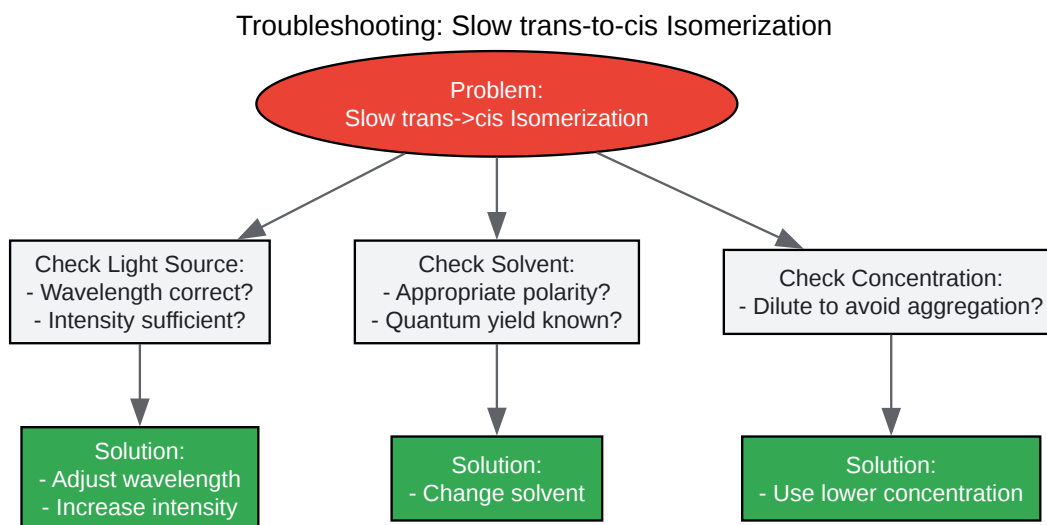 Troubleshooting: Slow trans-to-cis Isomerization
Problem:
Slow trans->cis Isomerization
Check Light Source:
- Wavelength correct?
- Intensity sufficient?
Check Solvent:
- Appropriate polarity?
- Quantum yield known?
Check Concentration:
- Dilute to avoid aggregation?
Solution:
- Adjust wavelength
- Increase intensity
Solution:
- Change solvent
Solution:
- Use lower concentration